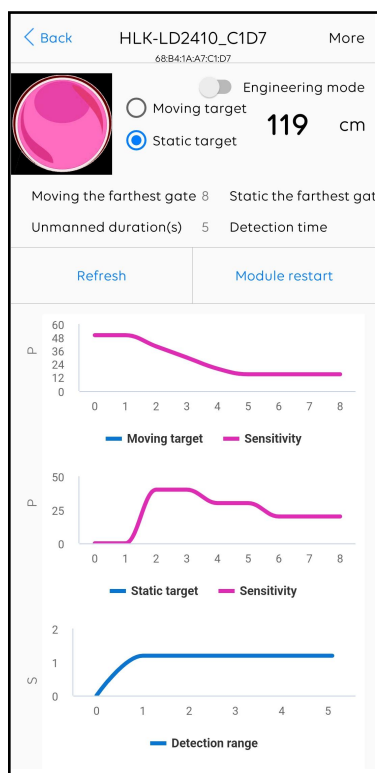 Back HLK-LD2410_C1D7 More
68:B4:1A:A7:C1:D7
Engineering mode
Moving target
119 cm
Static target
Moving the farthest gate 8 Static the farthest gat
Unmanned duration(s) 5 Detection time
Refresh Module restart
60
48
36
24
12
0
P
0 1 2 3 4 5 6 7 8
Moving target Sensitivity
50
25
0
P
0 1 2 3 4 5 6 7 8
Static target Sensitivity
2
1
0
S
0 1 2 3 4 5
Detection range